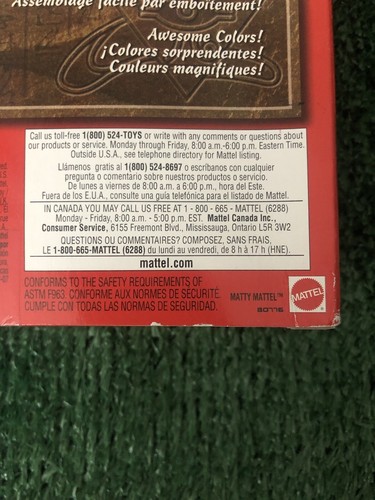 Assemblage facile par emboîtement!
Awesome Colors!
¡Colores sorprendentes!
Couleurs magnifiques!
Call us toll-free 1(800) 524-TOYS or write with any comments or questions about
our products or service. Monday through Friday, 8:00 a.m.-6:00 p.m. Eastern Time.
Outside U.S.A., see telephone directory for Mattel listing.
Llámenos gratis al 1(800) 524-8697 o escríbanos con cualquier
pregunta o comentario sobre nuestros productos o servicio.
De lunes a viernes de 8:00 a.m. a 6:00 p.m., hora del Este.
Fuera de los E.U.A., consulte una guía telefónica para el listado de Mattel.
IN CANADA YOU MAY CALL US FREE AT 1 - 800 - 665 - MATTEL (6288)
Monday - Friday, 8:00 a.m. - 5:00 p.m. EST. Mattel Canada Inc.,
Consumer Service, 6155 Freemont Blvd., Mississauga, Ontario L5R 3W2
QUESTIONS OU COMMENTAIRES? COMPOSEZ, SANS FRAIS,
LE 1-800-665-MATTEL (6288) du lundi au vendredi, de 8 h à 17 h (HNE).
mattel.com
CONFORMS TO THE SAFETY REQUIREMENTS OF
ASTM F963. CONFORME AUX NORMES DE SÉCURITÉ.
CUMPLE CON TODAS LAS NORMAS DE SEGURIDAD.
MATTY MATTEL™
MATTEL